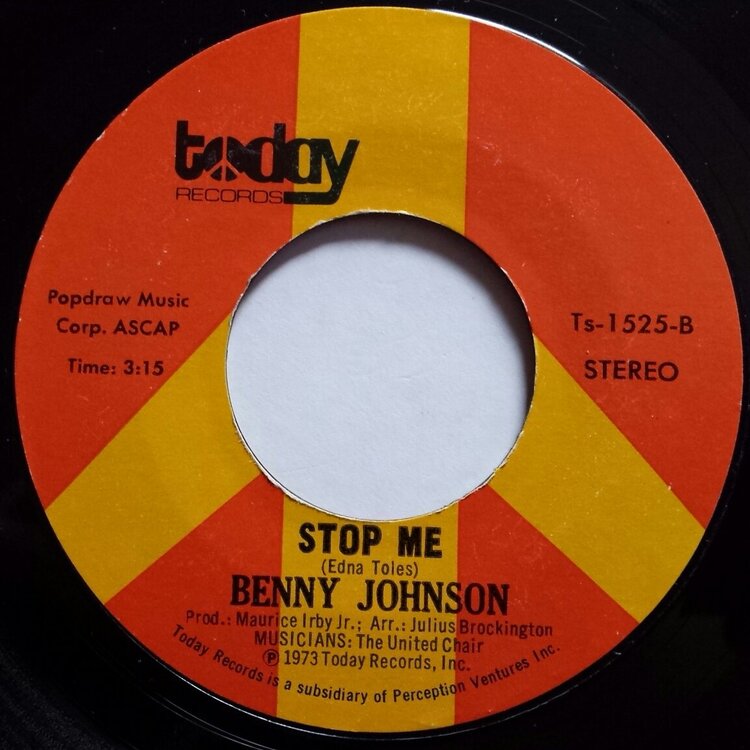 today
RECORDS
Popdraw Music
Corp. ASCAP
Time: 3:15
Ts-1525-B
STEREO
STOP ME
(Edna Toles)
BENNY JOHNSON
Prod.: Maurice Irby Jr.; Arr.: Julius Brockington
MUSICIANS: The United Chair
℗ 1973 Today Records, Inc.
Today Records is a subsidiary of Perception Ventures Inc.